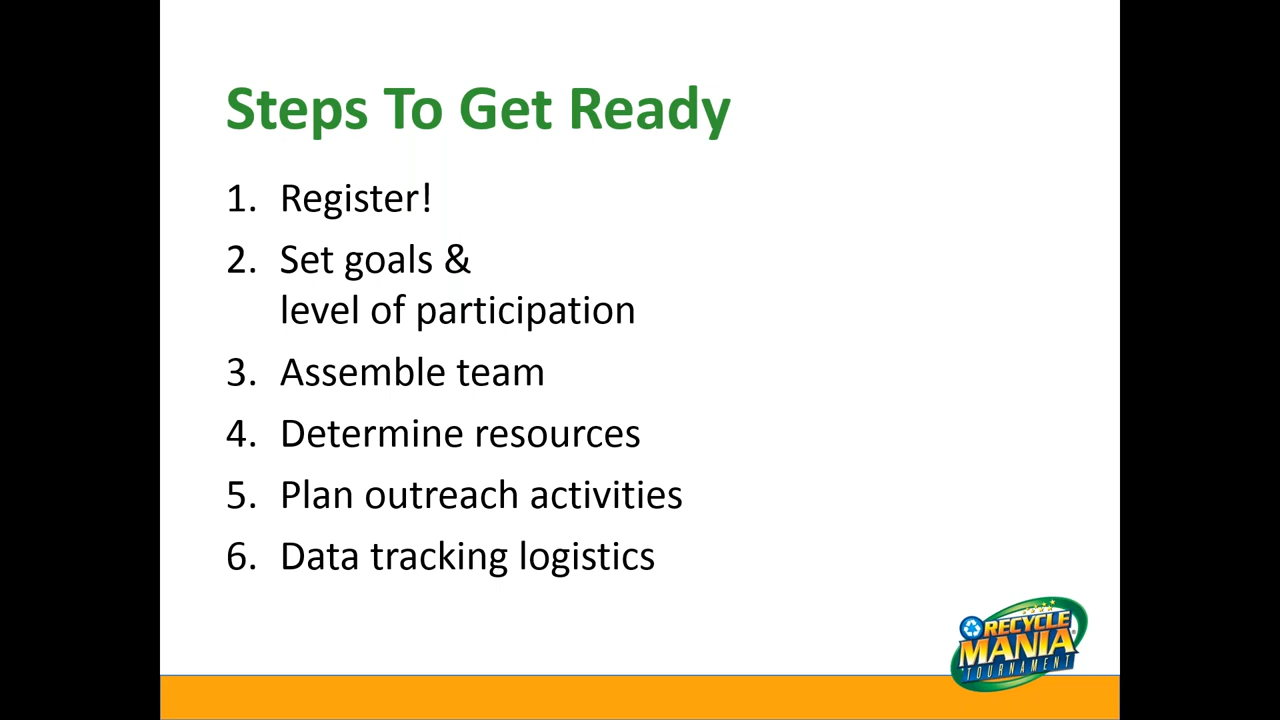 Steps To Get Ready
1. Register!
2. Set goals &
level of participation
3. Assemble team
4. Determine resources
5. Plan outreach activities
6. Data tracking logistics
RECYCLE
MANIA
TOURNAMENT